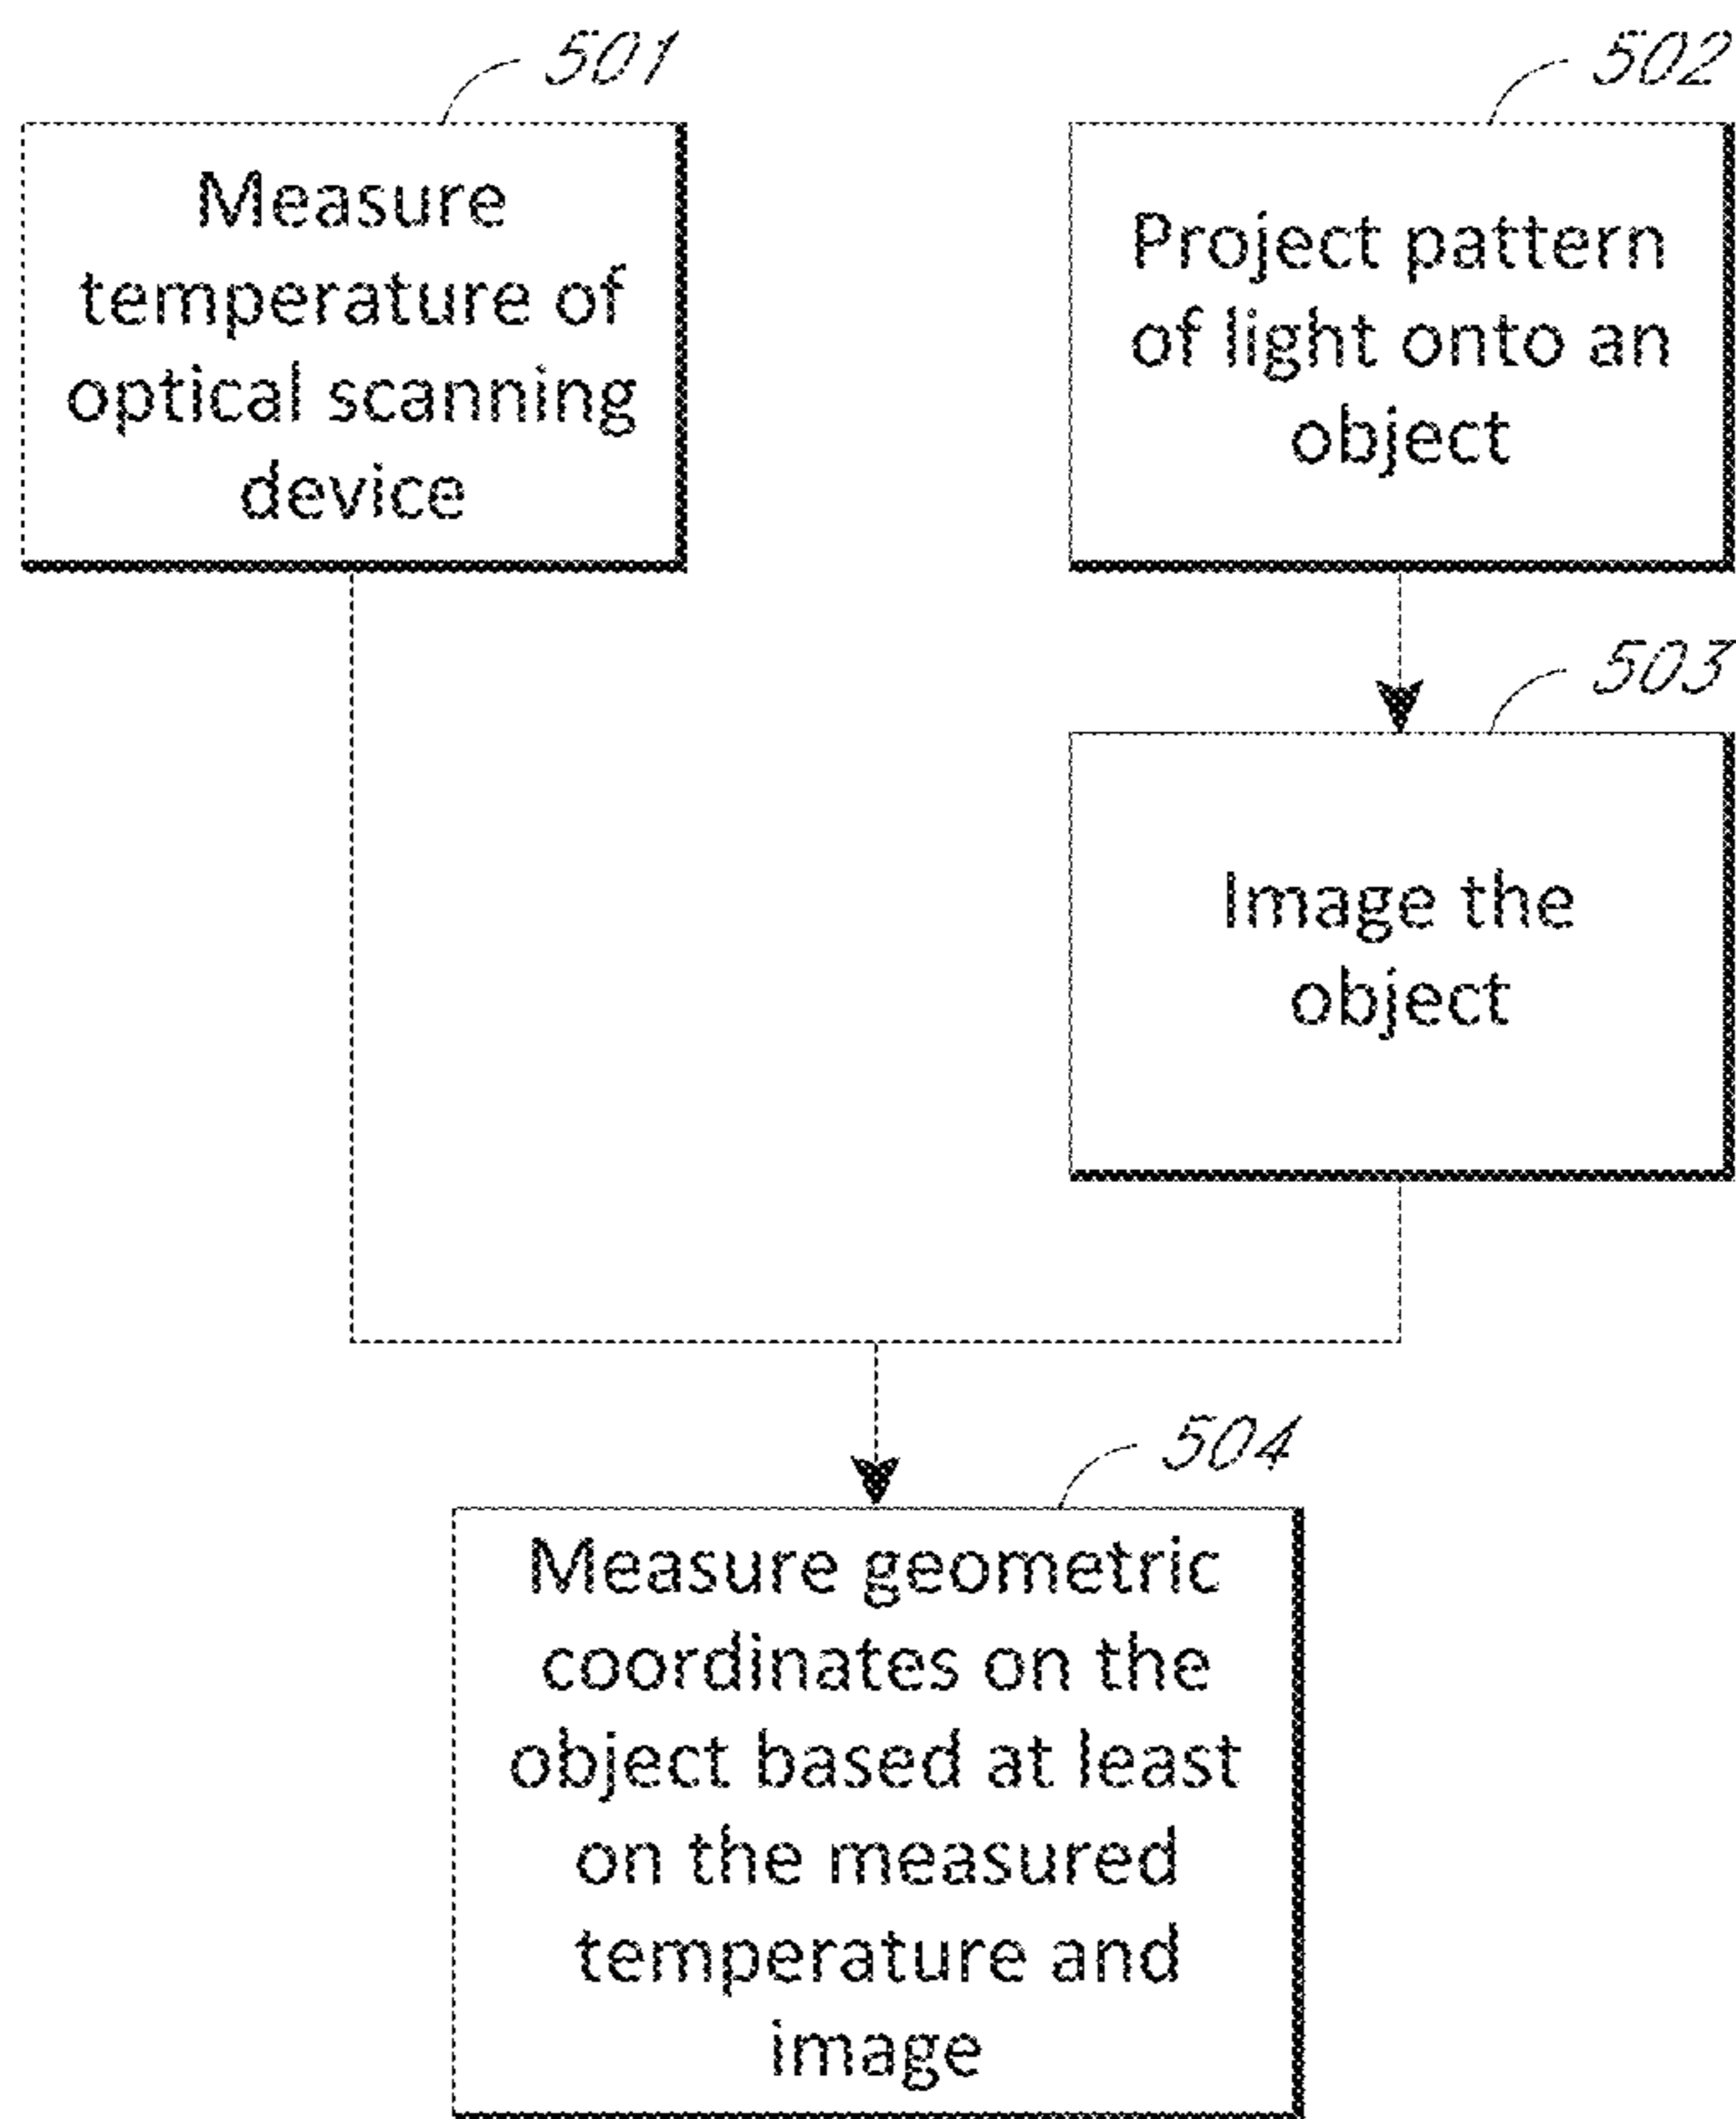 501
Measure
temperature of
optical scanning
device
502
Project pattern
of light onto an
object
503
Image the
object
504
Measure geometric
coordinates on the
object based at least
on the measured
temperature and
image